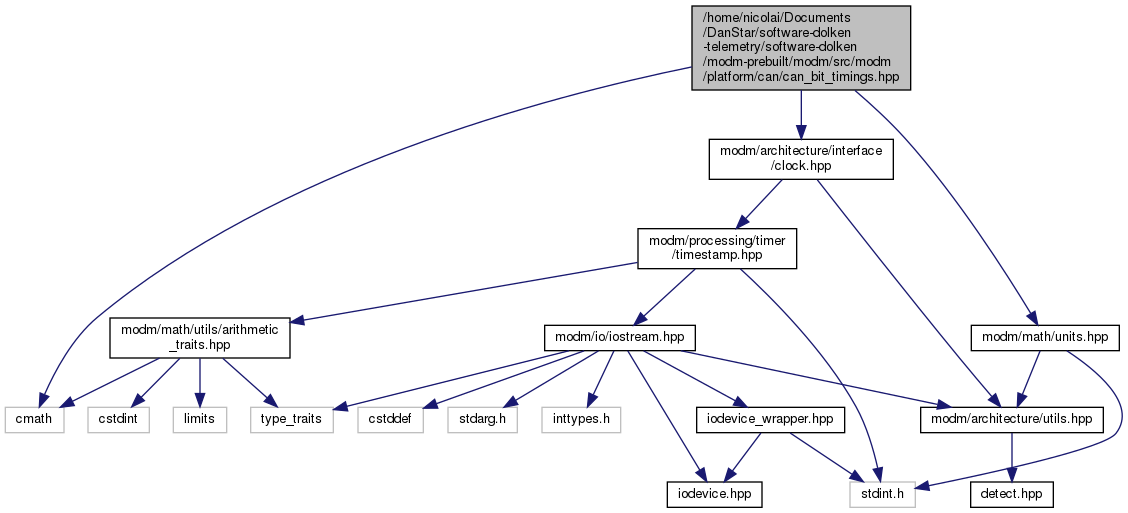 /home/nicolai/Documents
/DanStar/software-dolken
-telemetry/software-dolken
/modm-prebuilt/modm/src/modm
/platform/can/can_bit_timings.hpp
modm/architecture/interface
/clock.hpp
modm/processing/timer
/timestamp.hpp
modm/math/utils/arithmetic
_traits.hpp
modm/io/iostream.hpp
modm/math/units.hpp
cmath
cstdint
limits
type_traits
cstddef
stdarg.h
inttypes.h
iodevice_wrapper.hpp
modm/architecture/utils.hpp
iodevice.hpp
stdint.h
detect.hpp